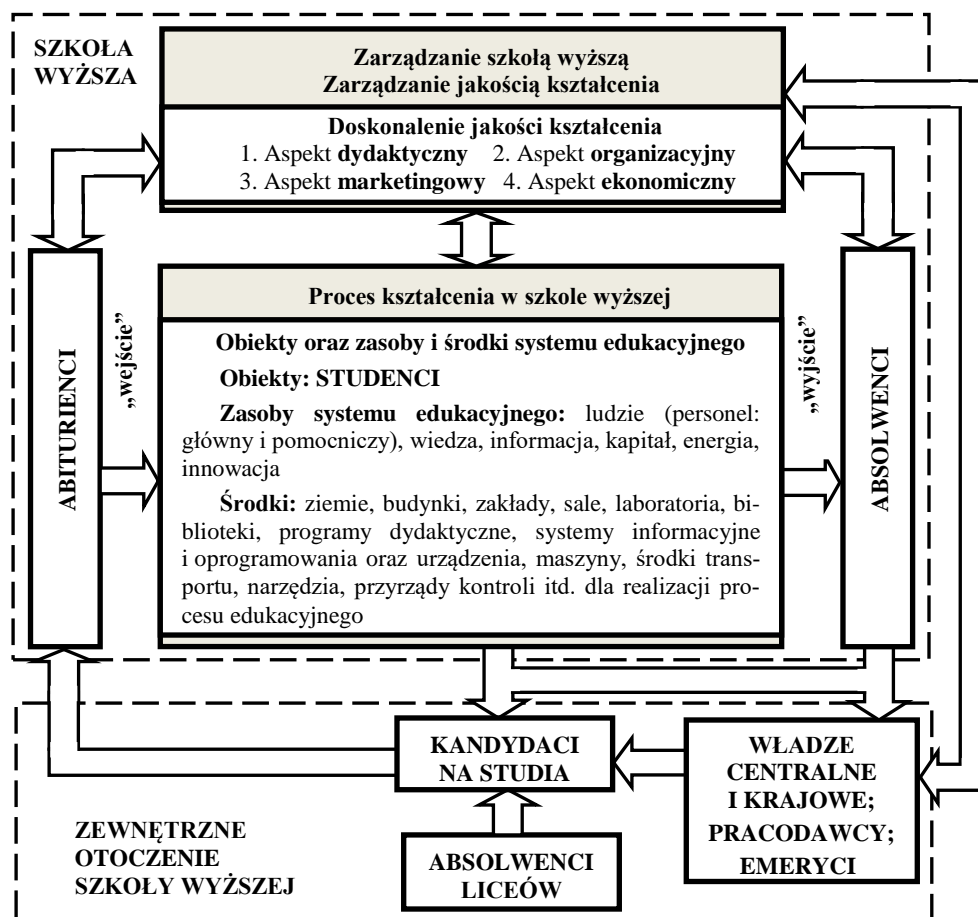 SZKOŁA
WYŻSZA
Zarządzanie szkołą wyższą
Zarządzanie jakością kształcenia
Doskonalenie jakości kształcenia
1. Aspekt dydaktyczny 2. Aspekt organizacyjny
3. Aspekt marketingowy 4. Aspekt ekonomiczny
ABITURIENCI
„wejście”
Proces kształcenia w szkole wyższej
Obiekty oraz zasoby i środki systemu edukacyjnego
Obiekty: STUDENCI
Zasoby systemu edukacyjnego: ludzie (personel:
główny i pomocniczy), wiedza, informacja, kapitał, energia,
innowacja
Środki: ziemie, budynki, zakłady, sale, laboratoria, bi-
blioteki, programy dydaktyczne, systemy informacyjne
i oprogramowania oraz urządzenia, maszyny, środki trans-
portu, narzędzia, przyrządy kontroli itd. dla realizacji pro-
cesu edukacyjnego
„wyjście”
ABSOLWENCI
KANDYDACI
NA STUDIA
WŁADZE
CENTRALNE
I KRAJOWE;
PRACODAWCY;
EMERYCI
ZEWNĘTRZNE
OTOCZENIE
SZKOŁY WYŻSZEJ
ABSOLWENCI
LICEÓW